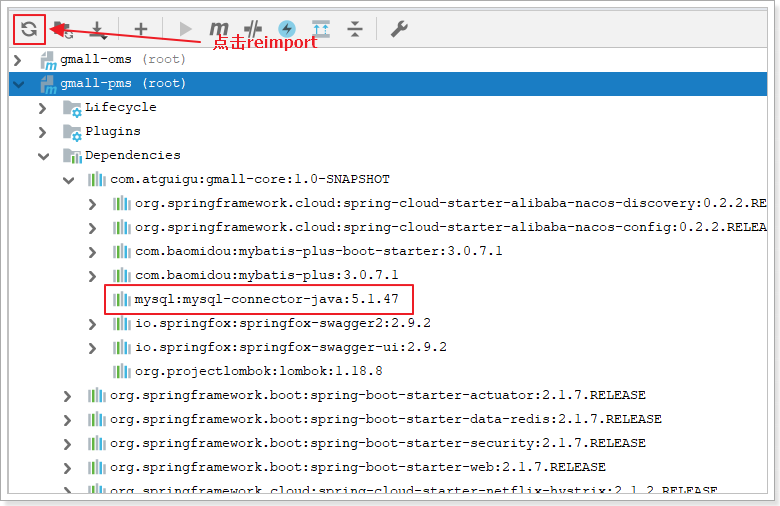 m
点击reimport
gmall-oms (root)
gmall-pms (root)
Lifecycle
Plugins
Dependencies
com.atguigu:gmall-core:1.0-SNAPSHOT
org.springframework.cloud:spring-cloud-starter-alibaba-nacos-discovery:0.2.2.RE
org.springframework.cloud:spring-cloud-starter-alibaba-nacos-config:0.2.2.RELEA
com.baomidou:mybatis-plus-boot-starter:3.0.7.1
com.baomidou:mybatis-plus:3.0.7.1
mysql:mysql-connector-java:5.1.47
io.springfox:springfox-swagger2:2.9.2
io.springfox:springfox-swagger-ui:2.9.2
org.projectlombok:lombok:1.18.8
org.springframework.boot:spring-boot-starter-actuator:2.1.7.RELEASE
org.springframework.boot:spring-boot-starter-data-redis:2.1.7.RELEASE
org.springframework.boot:spring-boot-starter-security:2.1.7.RELEASE
org.springframework.boot:spring-boot-starter-web:2.1.7.RELEASE
org.springframework.cloud:spring-cloud-starter-netflix-hystrix:2.1.2.RELEASE